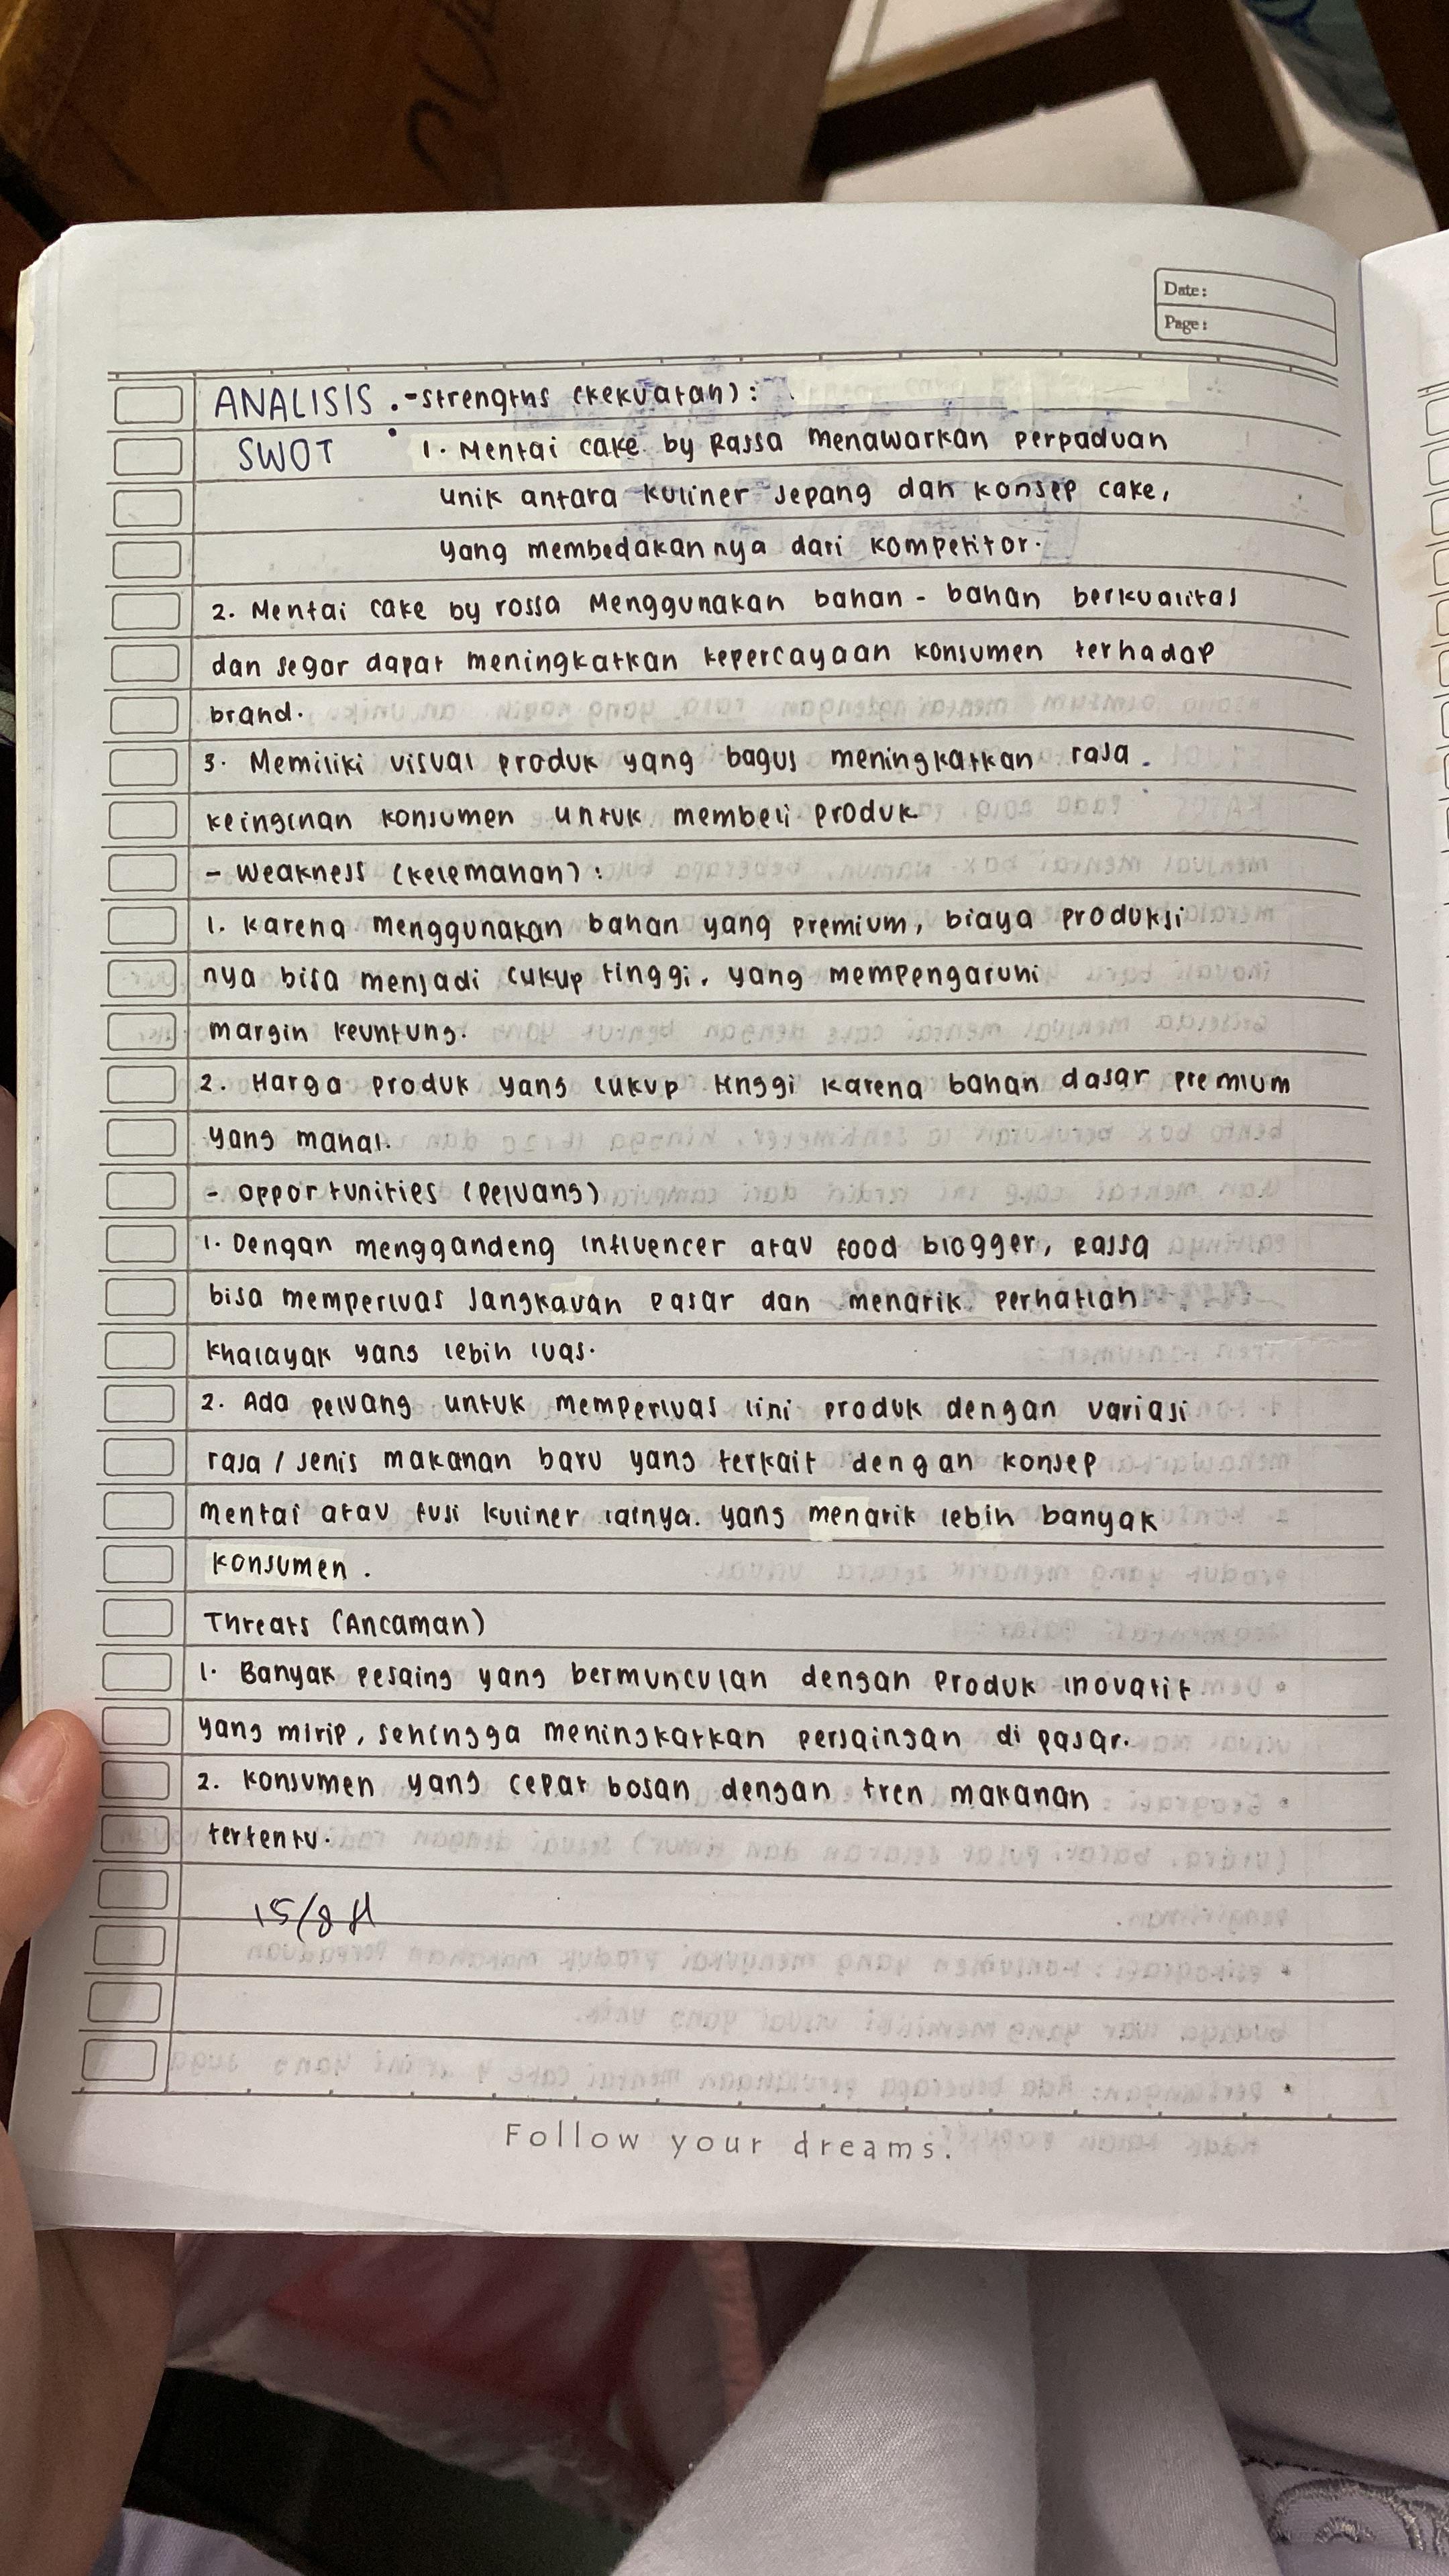 Date:
Page:
ANALISIS .-strengths (kekuatan):
SWOT 1. Mentai cake by Rassa menawarkan perpaduan
unik antara kuliner Jepang dan konsep cake,
yang membedakannya dari kompetitor.
2. Mentai cake by rossa Menggunakan bahan - bahan berkualitas
dan segar dapat meningkatkan kepercayaan konsumen terhadap
brand.
3. Memiliki visual produk yang bagus meningkatkan rasa.
keinginan konsumen untuk membeli produk
- Weakness (kelemahan):
1. Karena menggunakan bahan yang premium, biaya produksi
nya bisa menjadi cukup tinggi, yang mempengaruhi
margin keuntung.
2. Harga produk yang cukup tinggi karena bahan dasar premium
yang mahal.
- opportunities (peluang)
1. Dengan menggandeng influencer atau food blogger, Rassa
bisa memperluas jangkauan pasar dan menarik perhatian
khalayak yang lebih luas.
2. Ada peluang untuk memperluas lini produk dengan variasi
rasa / jenis makanan baru yang terkait dengan konsep
mentai atau fusi kuliner lainya. yang menarik lebih banyak
konsumen.
Threats (Ancaman)
1. Banyak pesaing yang bermunculan dengan produk inovatif
yang mirip, sehingga meningkatkan persaingan di pasar.
2. Konsumen yang cepat bosan dengan tren makanan
tertentu.
15/8
Follow your dreams.